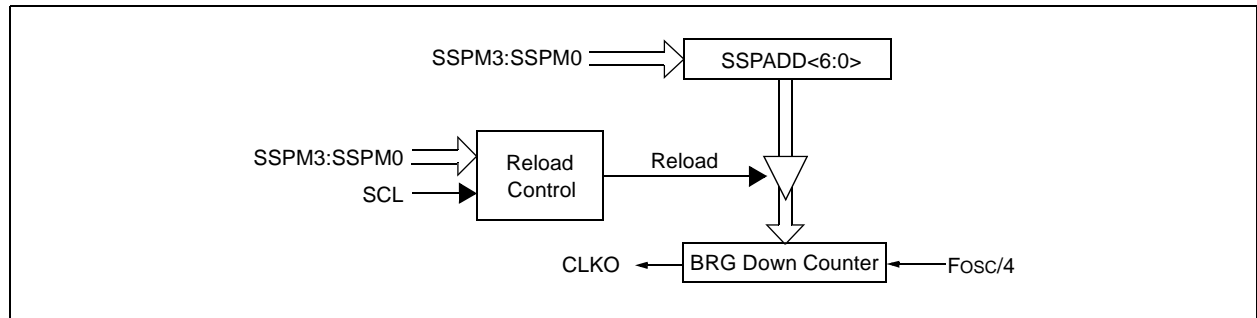 SSPM3:SSPM0
SSPADD<6:0>
SSPM3:SSPM0
SCL
Reload
Control
Reload
CLKO
BRG Down Counter
FOSC/4